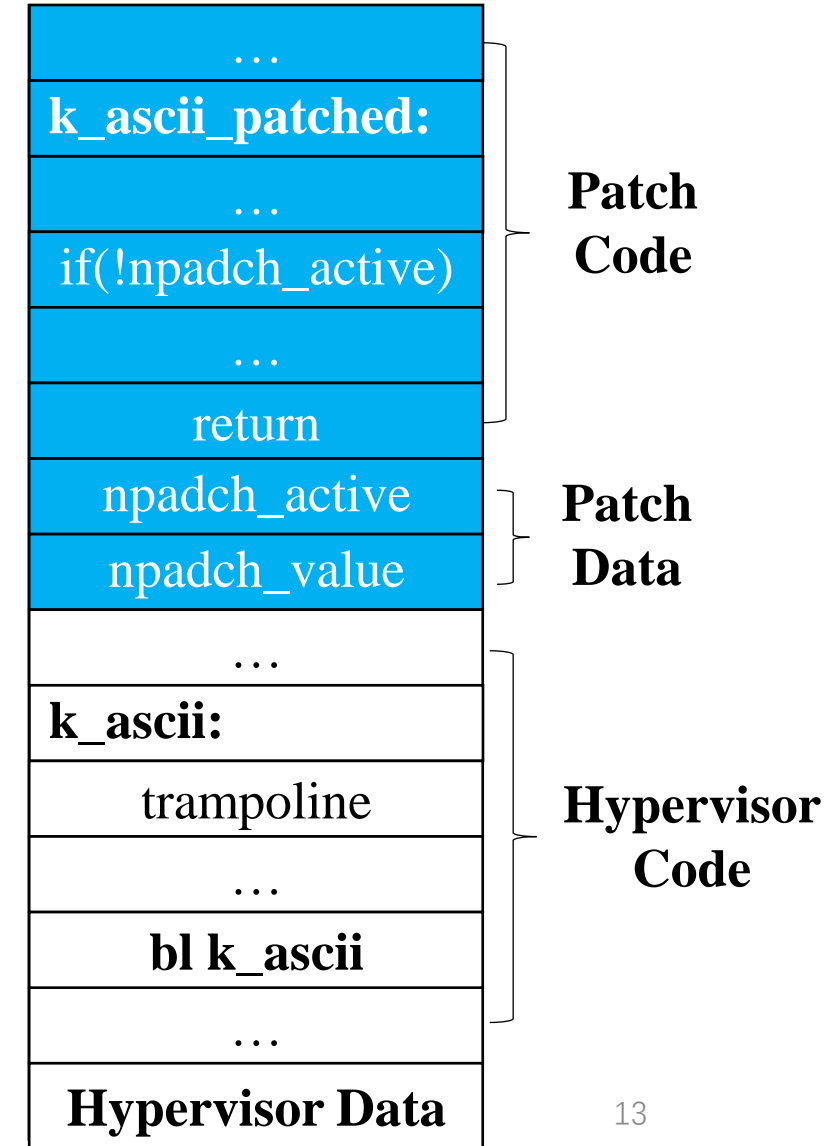 …
k_ascii_patched:
…
if(!npadch_active)
…
return
npadch_active
npadch_value
…
k_ascii:
trampoline
…
bl k_ascii
…
Hypervisor Data
Patch
Code
Patch
Data
Hypervisor
Code
13